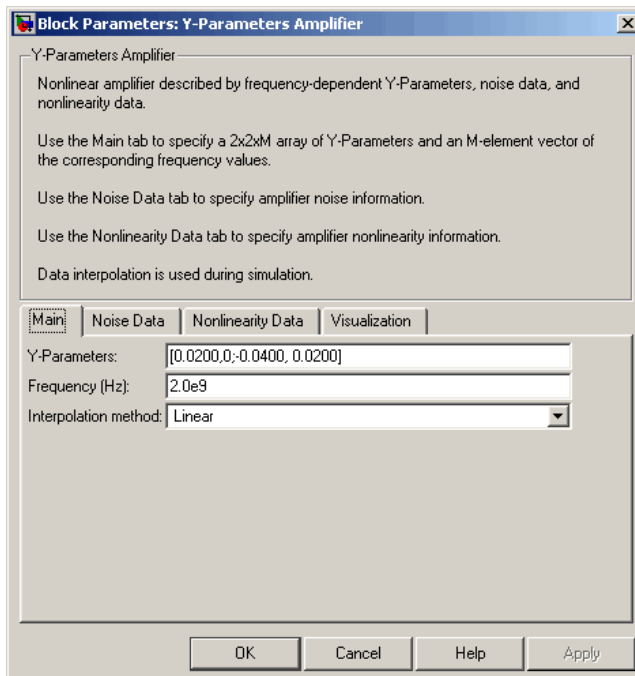 Block Parameters: Y-Parameters Amplifier
Y-Parameters Amplifier
Nonlinear amplifier described by frequency-dependent Y-Parameters, noise data, and
nonlinearity data.
Use the Main tab to specify a 2x2xM array of Y-Parameters and an M-element vector of
the corresponding frequency values.
Use the Noise Data tab to specify amplifier noise information.
Use the Nonlinearity Data tab to specify amplifier nonlinearity information.
Data interpolation is used during simulation.
Main Noise Data Nonlinearity Data Visualization
Y-Parameters: [0.0200,0;-0.0400, 0.0200]
Frequency (Hz): 2.0e9
Interpolation method: Linear
OK Cancel Help Apply